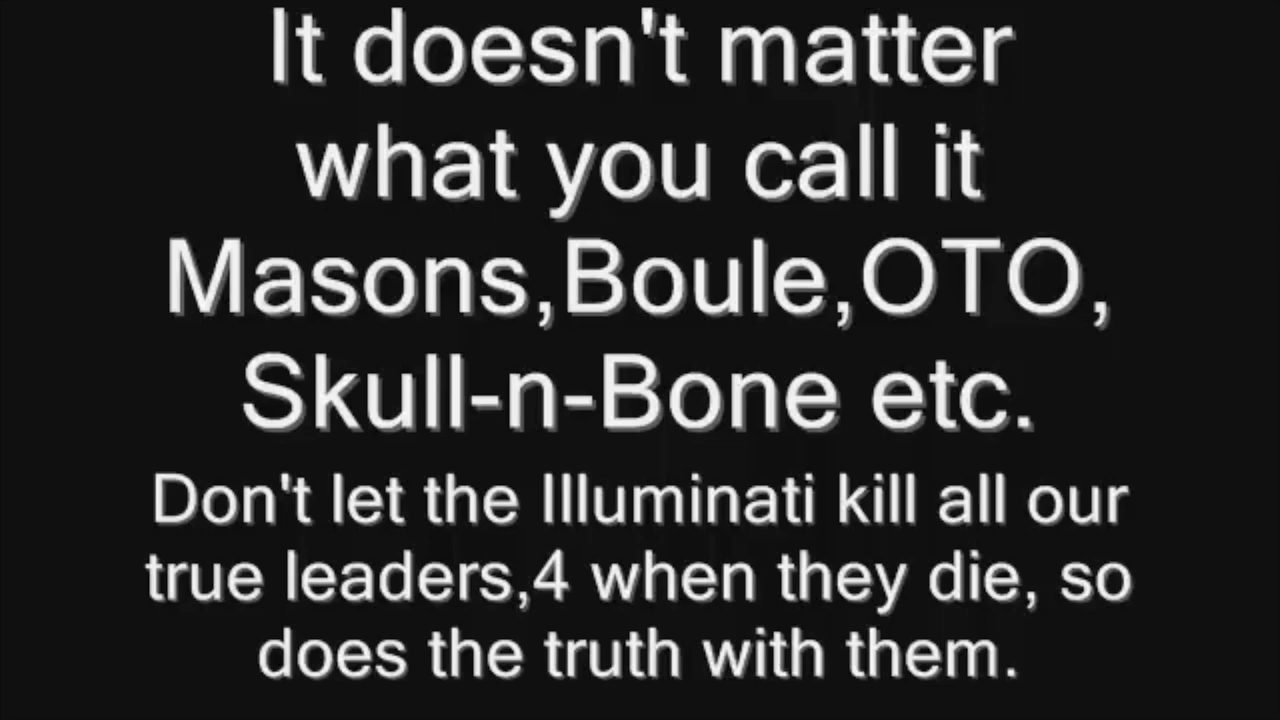 It doesn't matter
what you call it
Masons,Boule,OTO,
Skull-n-Bone etc.
Don't let the Illuminati kill all our
true leaders,4 when they die, so
does the truth with them.